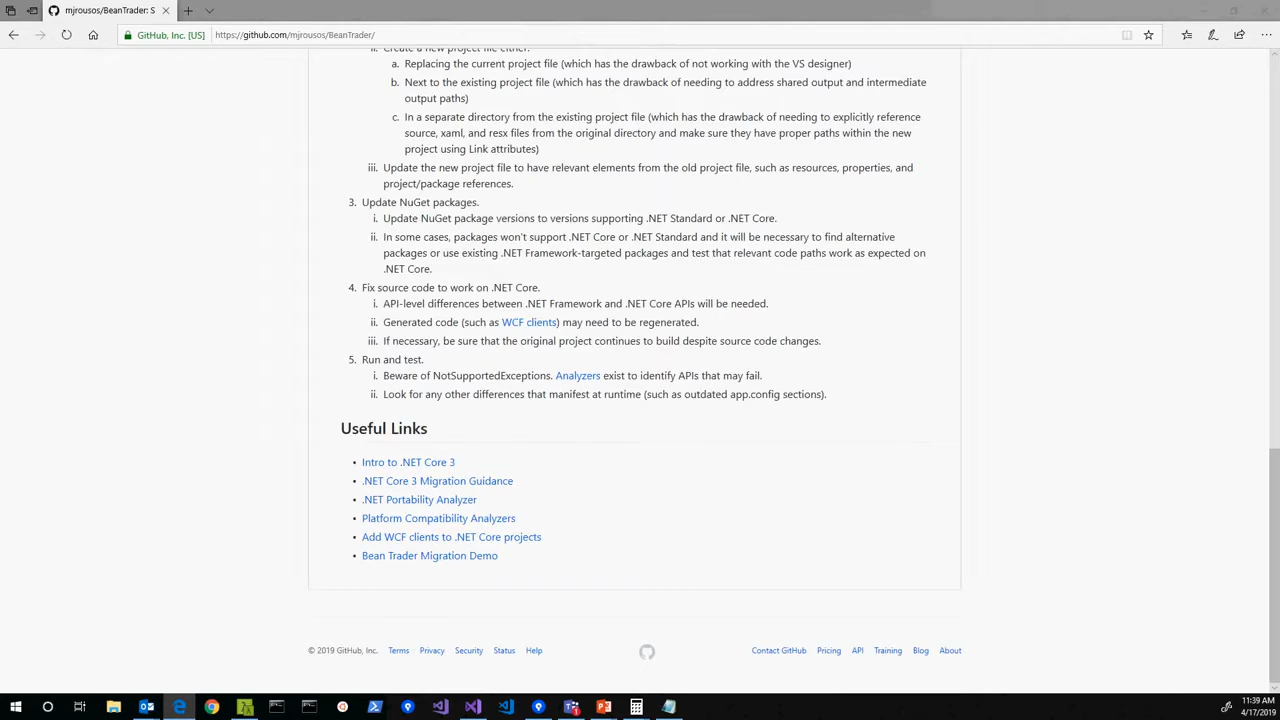 mjrousos/BeanTrader: S
GitHub, Inc. [US]
https://github.com/mjrousos/BeanTrader/
ii. Create a new project file either:
a. Replacing the current project file (which has the drawback of not working with the VS designer)
b. Next to the existing project file (which has the drawback of needing to address shared output and intermediate
output paths)
c. In a separate directory from the existing project file (which has the drawback of needing to explicitly reference
source, xaml, and resx files from the original directory and make sure they have proper paths within the new
project using Link attributes)
iii. Update the new project file to have relevant elements from the old project file, such as resources, properties, and
project/package references.
3. Update NuGet packages.
i. Update NuGet package versions to versions supporting .NET Standard or .NET Core.
ii. In some cases, packages won't support .NET Core or .NET Standard and it will be necessary to find alternative
packages or use existing .NET Framework-targeted packages and test that relevant code paths work as expected on
.NET Core.
4. Fix source code to work on .NET Core.
i. API-level differences between .NET Framework and .NET Core APIs will be needed.
ii. Generated code (such as WCF clients) may need to be regenerated.
iii. If necessary, be sure that the original project continues to build despite source code changes.
5. Run and test.
i. Beware of NotSupportedExceptions. Analyzers exist to identify APIs that may fail.
ii. Look for any other differences that manifest at runtime (such as outdated app.config sections).
Useful Links
• Intro to .NET Core 3
• .NET Core 3 Migration Guidance
• .NET Portability Analyzer
• Platform Compatibility Analyzers
• Add WCF clients to .NET Core projects
• Bean Trader Migration Demo
© 2019 GitHub, Inc. Terms Privacy Security Status Help
Contact GitHub Pricing API Training Blog About
11:39 AM
4/17/2019